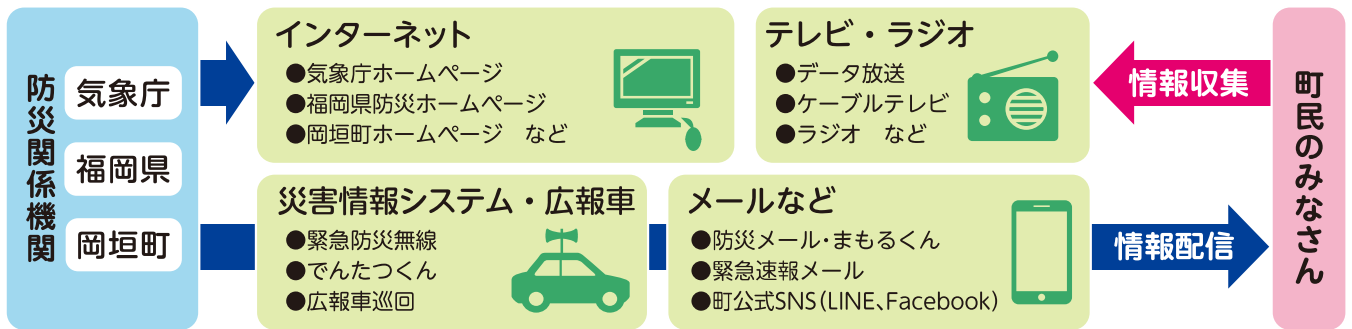 防災関係機関
気象庁
福岡県
岡垣町
インターネット
●気象庁ホームページ
●福岡県防災ホームページ
●岡垣町ホームページ　など
テレビ・ラジオ
●データ放送
●ケーブルテレビ
●ラジオ　など
情報収集
災害情報システム・広報車
●緊急防災無線
●でんたつくん
●広報車巡回
メールなど
●防災メール・まもるくん
●緊急速報メール
●町公式SNS（LINE、Facebook）
情報配信
町民のみなさん